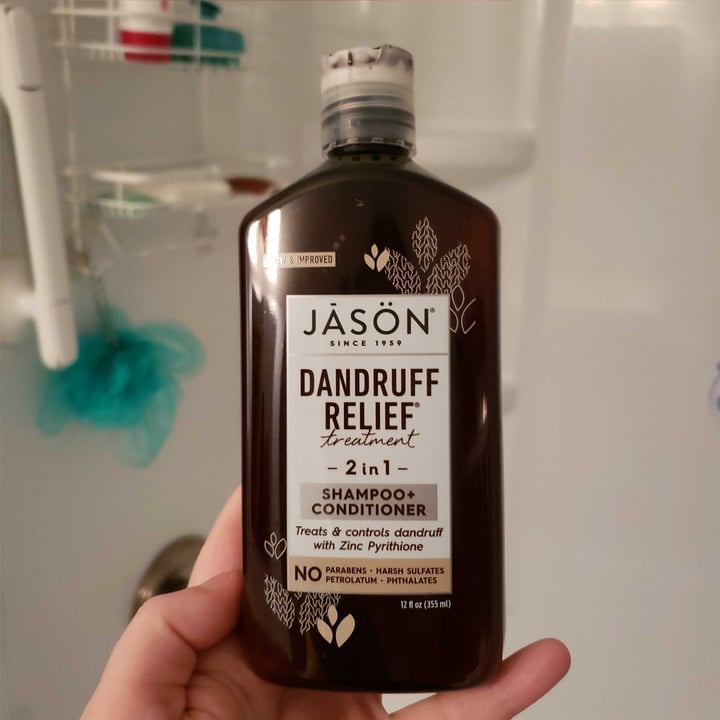 & IMPROVED
JĀSÖN®
SINCE 1959
DANDRUFF
RELIEF®
treatment
– 2 in 1 –
SHAMPOO+
CONDITIONER
Treats & controls dandruff
with Zinc Pyrithione
NO PARABENS • HARSH SULFATES
PETROLATUM • PHTHALATES
12 fl oz (355 ml)